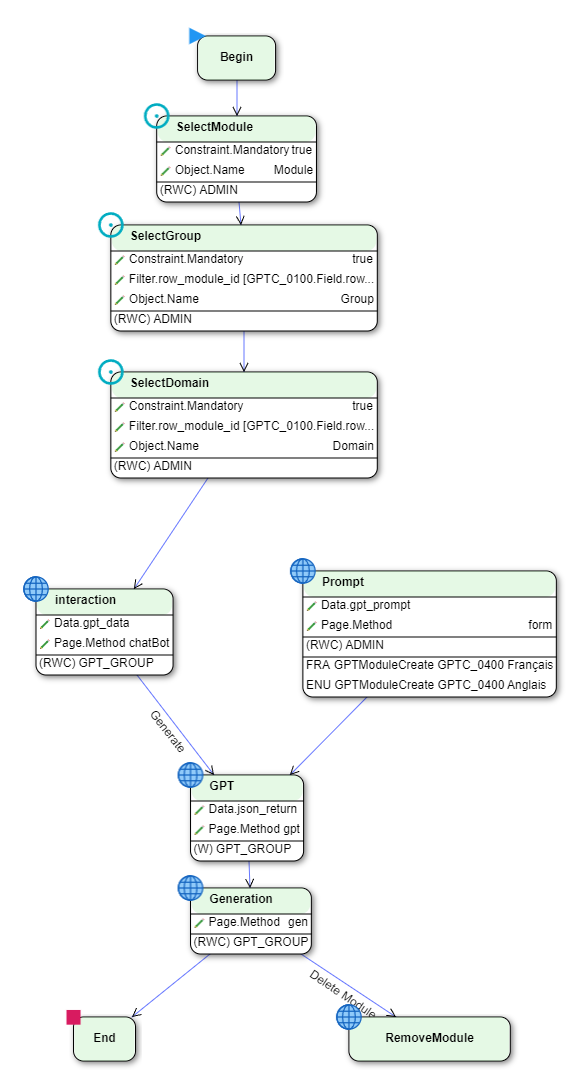 Begin
SelectModule
Constraint.Mandatory true
Object.Name Module
(RWC) ADMIN
SelectGroup
Constraint.Mandatory true
Filter.row_module_id [GPTC_0100.Field.row...
Object.Name Group
(RWC) ADMIN
SelectDomain
Constraint.Mandatory true
Filter.row_module_id [GPTC_0100.Field.row...
Object.Name Domain
(RWC) ADMIN
interaction
Data.gpt_data
Page.Method chatBot
(RWC) GPT_GROUP
Prompt
Data.gpt_prompt
Page.Method form
(RWC) ADMIN
FRA GPTModuleCreate GPTC_0400 Français
ENU GPTModuleCreate GPTC_0400 Anglais
Generate
GPT
Data.json_return
Page.Method gpt
(W) GPT_GROUP
Generation
Page.Method gen
(RWC) GPT_GROUP
Delete Module
End
RemoveModule